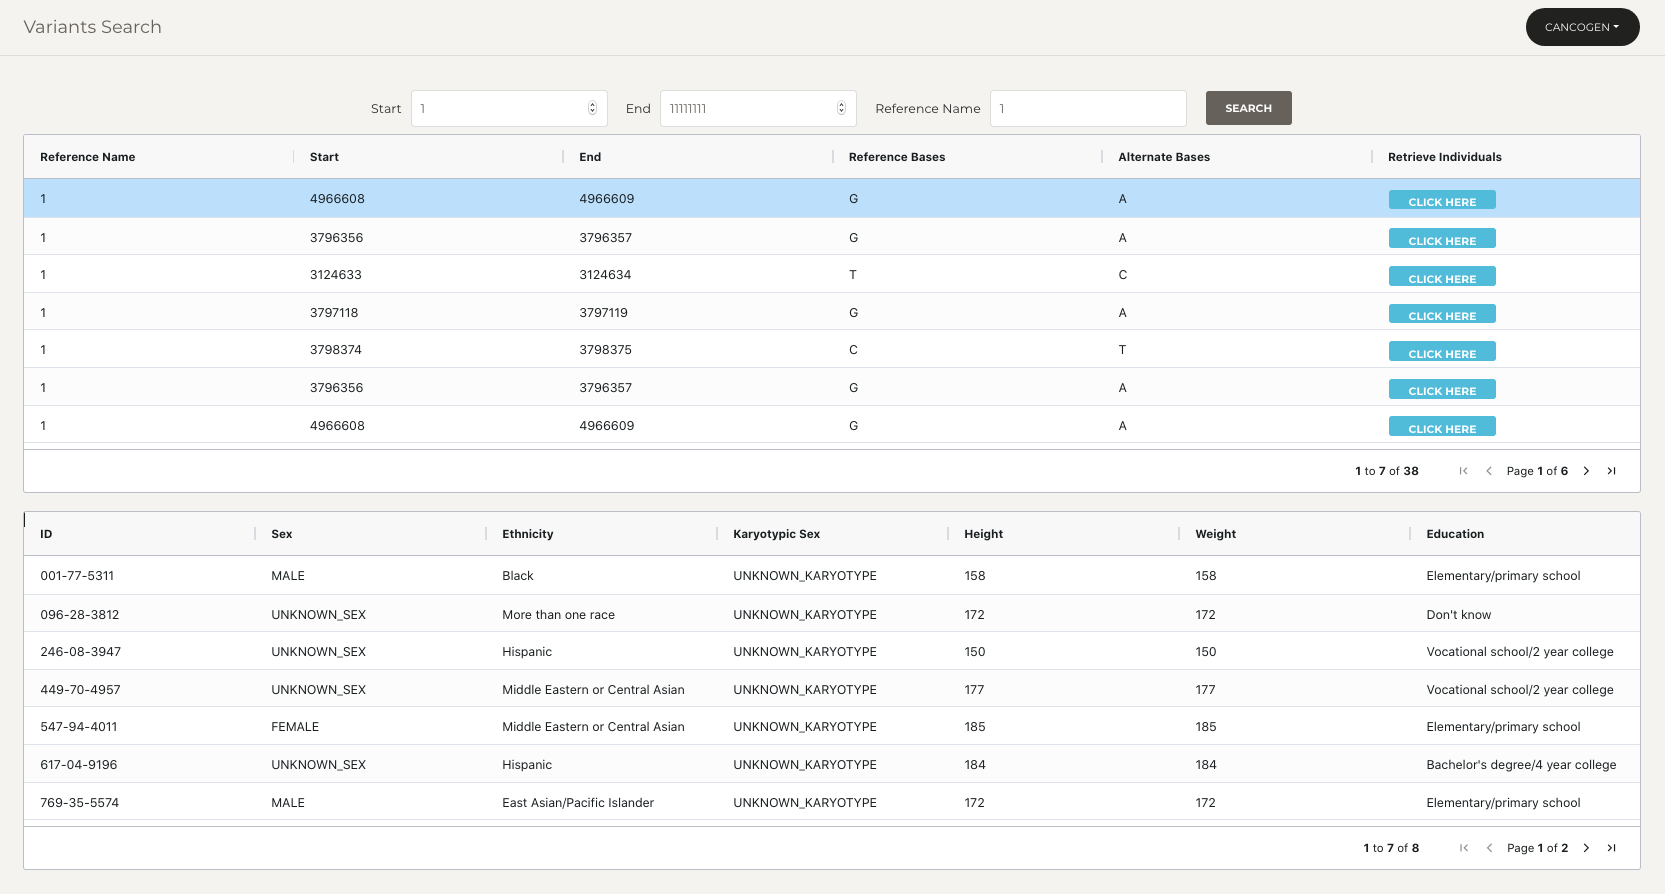 Variants Search
CANCOGEN
Start 1 End 11111111 Reference Name 1 SEARCH
Reference Name Start End Reference Bases Alternate Bases Retrieve Individuals
1 4966608 4966609 G A CLICK HERE
1 3796356 3796357 G A CLICK HERE
1 3124633 3124634 T C CLICK HERE
1 3797118 3797119 G A CLICK HERE
1 3798374 3798375 C T CLICK HERE
1 3796356 3796357 G A CLICK HERE
1 4966608 4966609 G A CLICK HERE
1 to 7 of 38 Page 1 of 6
ID Sex Ethnicity Karyotypic Sex Height Weight Education
001-77-5311 MALE Black UNKNOWN_KARYOTYPE 158 158 Elementary/primary school
096-28-3812 UNKNOWN_SEX More than one race UNKNOWN_KARYOTYPE 172 172 Don't know
246-08-3947 UNKNOWN_SEX Hispanic UNKNOWN_KARYOTYPE 150 150 Vocational school/2 year college
449-70-4957 UNKNOWN_SEX Middle Eastern or Central Asian UNKNOWN_KARYOTYPE 177 177 Vocational school/2 year college
547-94-4011 FEMALE Middle Eastern or Central Asian UNKNOWN_KARYOTYPE 185 185 Elementary/primary school
617-04-9196 UNKNOWN_SEX Hispanic UNKNOWN_KARYOTYPE 184 184 Bachelor's degree/4 year college
769-35-5574 MALE East Asian/Pacific Islander UNKNOWN_KARYOTYPE 172 172 Elementary/primary school
1 to 7 of 8 Page 1 of 2